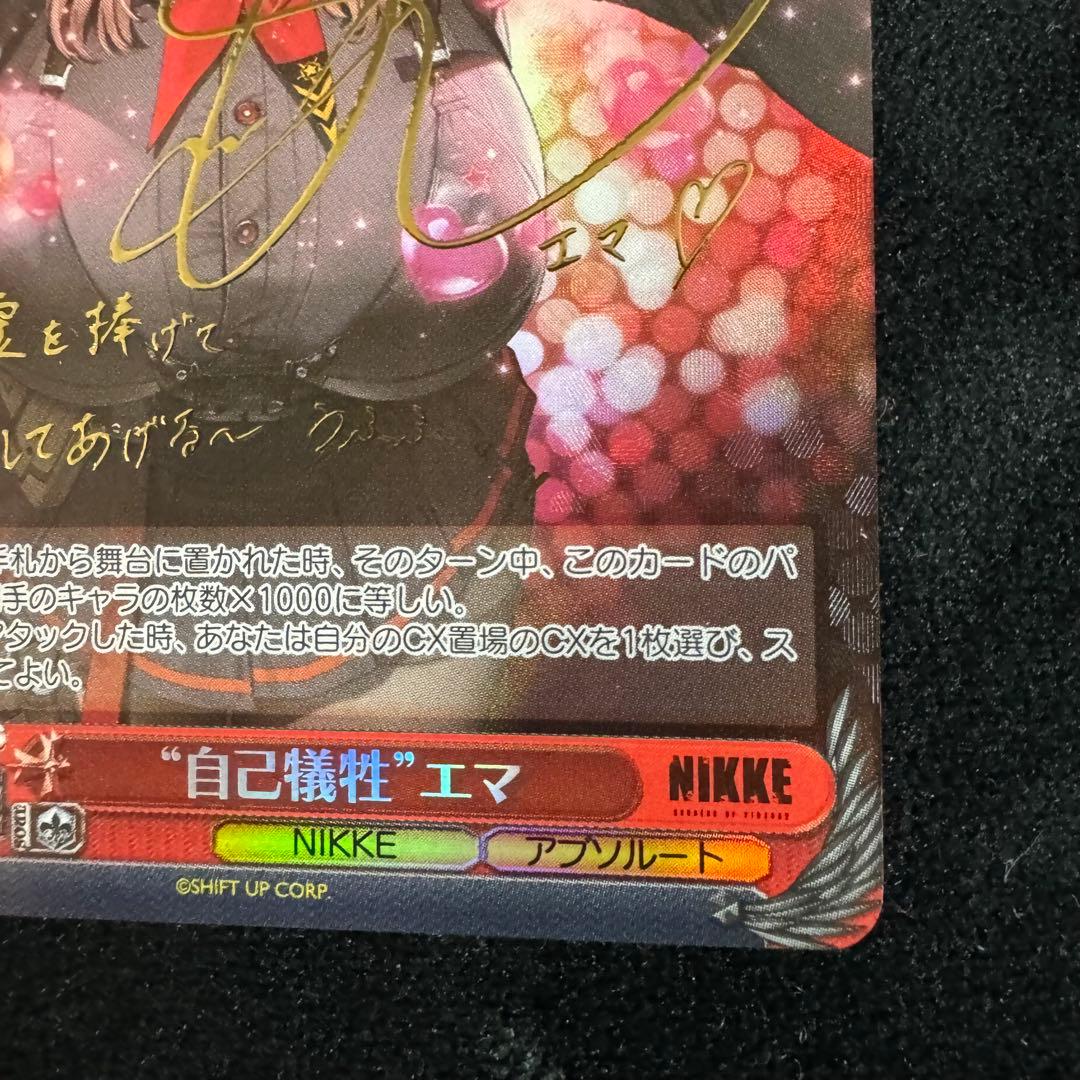 エマ♡
を捧げて
してあげる〜 うふふ
手札から舞台に置かれた時、そのターン中、このカードのパ
手のキャラの枚数×1000に等しい。
アタックした時、あなたは自分のCX置場のCXを1枚選び、ス
てよい。
“自己犠牲”エマ
NIKKE
NIKKE
アブソルート
©SHIFT UP CORP.